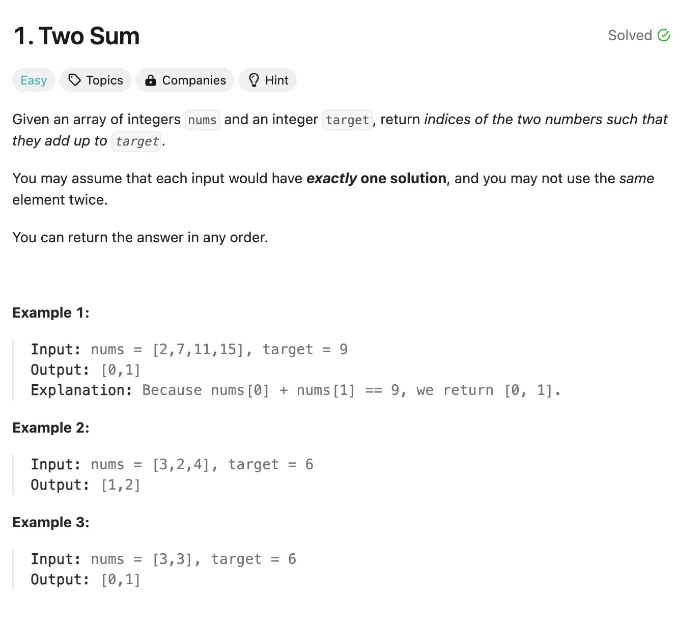 1. Two Sum
Solved
Easy Topics Companies Hint
Given an array of integers nums and an integer target, return indices of the two numbers such that
they add up to target.
You may assume that each input would have exactly one solution, and you may not use the same
element twice.
You can return the answer in any order.
Example 1:
Input: nums = [2,7,11,15], target = 9
Output: [0,1]
Explanation: Because nums[0] + nums[1] == 9, we return [0, 1].
Example 2:
Input: nums = [3,2,4], target = 6
Output: [1,2]
Example 3:
Input: nums = [3,3], target = 6
Output: [0,1]